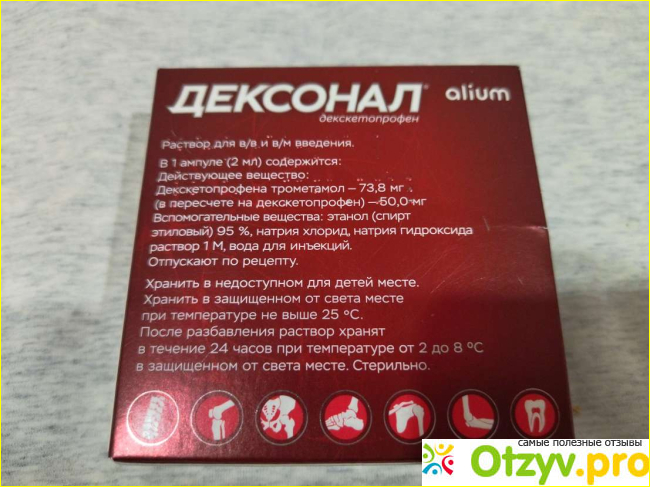 ДЕКСОНАЛ® alium
декскетопрофен
Раствор для в/в и в/м введения.
В 1 ампуле (2 мл) содержится:
Действующее вещество:
Декскетопрофена трометамол – 73,8 мг
(в пересчете на декскетопрофен) – 50,0 мг
Вспомогательные вещества: этанол (спирт
этиловый) 95 %, натрия хлорид, натрия гидроксида
раствор 1 М, вода для инъекций.
Отпускают по рецепту.
Хранить в недоступном для детей месте.
Хранить в защищенном от света месте
при температуре не выше 25 °С.
После разбавления раствор хранят
в течение 24 часов при температуре от 2 до 8 °С
в защищенном от света месте. Стерильно.
самые полезные отзывы
Otzyv.pro